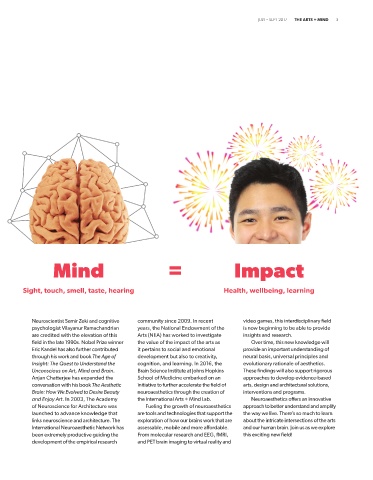 JULY – SEPT 2017 THE ARTS + MIND 3
Mind = Impact
Sight, touch, smell, taste, hearing
Health, wellbeing, learning
Neuroscientist Semir Zeki and cognitive
psychologist Vilayanur Ramachandran
are credited with the elevation of this
field in the late 1990s. Nobel Prize winner
Eric Kandel has also further contributed
through his work and book The Age of
Insight: The Quest to Understand the
Unconscious on Art, Mind and Brain.
Anjan Chatterjee has expanded the
conversation with his book The Aesthetic
Brain: How We Evolved to Desire Beauty
and Enjoy Art. In 2003, The Academy
of Neuroscience for Architecture was
launched to advance knowledge that
links neuroscience and architecture. The
International Neuroaesthetic Network has
been extremely productive guiding the
development of the empirical research
community since 2009. In recent
years, the National Endowment of the
Arts (NEA) has worked to investigate
the value of the impact of the arts as
it pertains to social and emotional
development but also to creativity,
cognition, and learning. In 2016, the
Brain Science Institute at Johns Hopkins
School of Medicine embarked on an
initiative to further accelerate the field of
neuroaesthetics through the creation of
the International Arts + Mind Lab.
Fueling the growth of neuroaesthetics
are tools and technologies that support the
exploration of how our brains work that are
accessible, mobile and more affordable.
From molecular research and EEG, fMRI,
and PET brain imaging to virtual reality and
video games, this interdisciplinary field
is now beginning to be able to provide
insights and research.
Over time, this new knowledge will
provide an important understanding of
neural basis, universal principles and
evolutionary rationale of aesthetics.
These findings will also support rigorous
approaches to develop evidence-based
arts, design and architectural solutions,
interventions and programs.
Neuroaesthetics offers an innovative
approach to better understand and amplify
the way we live. There's so much to learn
about the intricate intersections of the arts
and our human brain. Join us as we explore
this exciting new field!